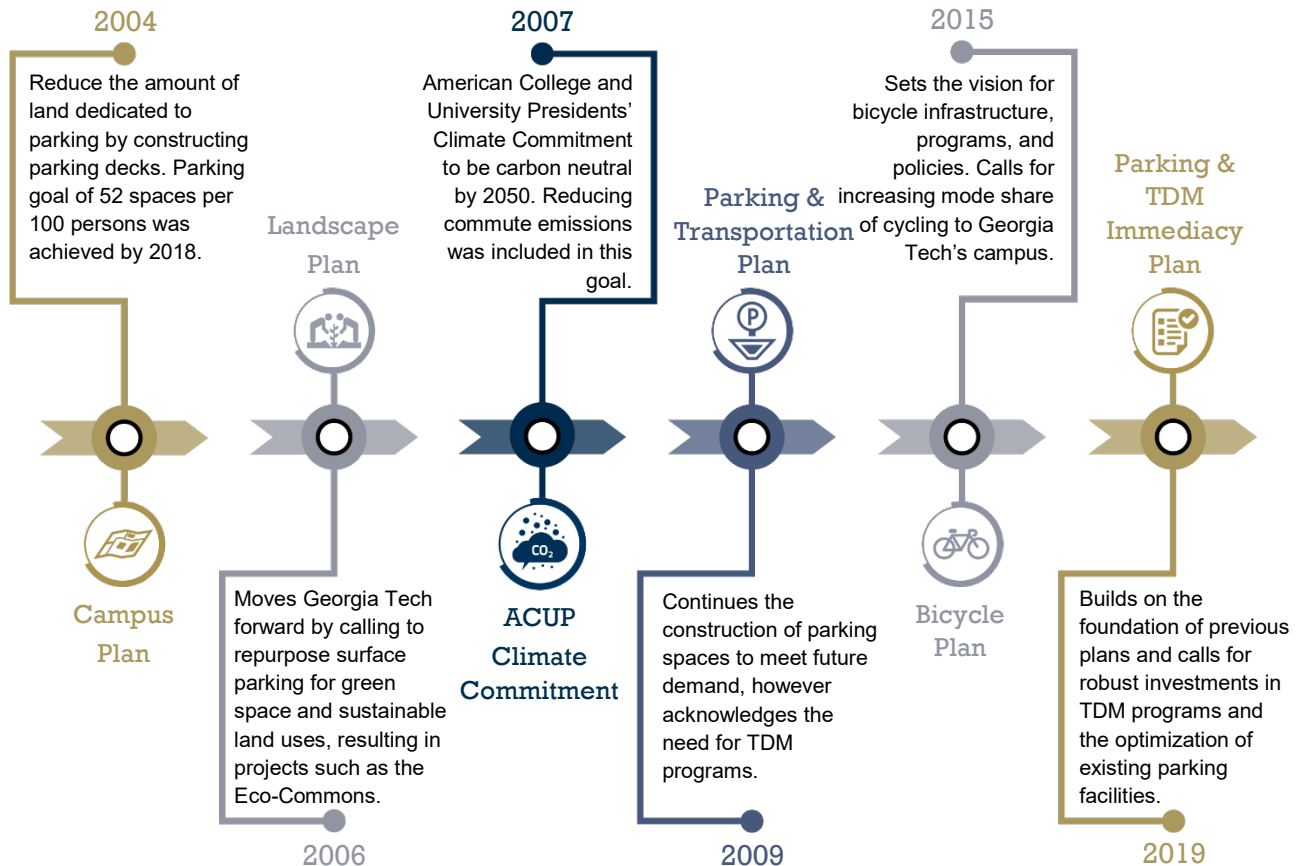 2004
Reduce the amount of
land dedicated to
parking by constructing
parking decks. Parking
goal of 52 spaces per
100 persons was
achieved by 2018.
Campus
Plan
Landscape
Plan
Moves Georgia Tech
forward by calling to
repurpose surface
parking for green
space and sustainable
land uses, resulting in
projects such as the
Eco-Commons.
2006
2007
American College and
University Presidents’
Climate Commitment
to be carbon neutral
by 2050. Reducing
commute emissions
was included in this
goal.
CO₂
ACUP
Climate
Commitment
Parking &
Transportation
Plan
P
Continues the
construction of parking
spaces to meet future
demand, however
acknowledges the
need for TDM
programs.
2009
2015
Sets the vision for
bicycle infrastructure,
programs, and
policies. Calls for
increasing mode share
of cycling to Georgia
Tech’s campus.
Bicycle
Plan
Parking &
TDM
Immediacy
Plan
Builds on the
foundation of previous
plans and calls for
robust investments in
TDM programs and
the optimization of
existing parking
facilities.
2019